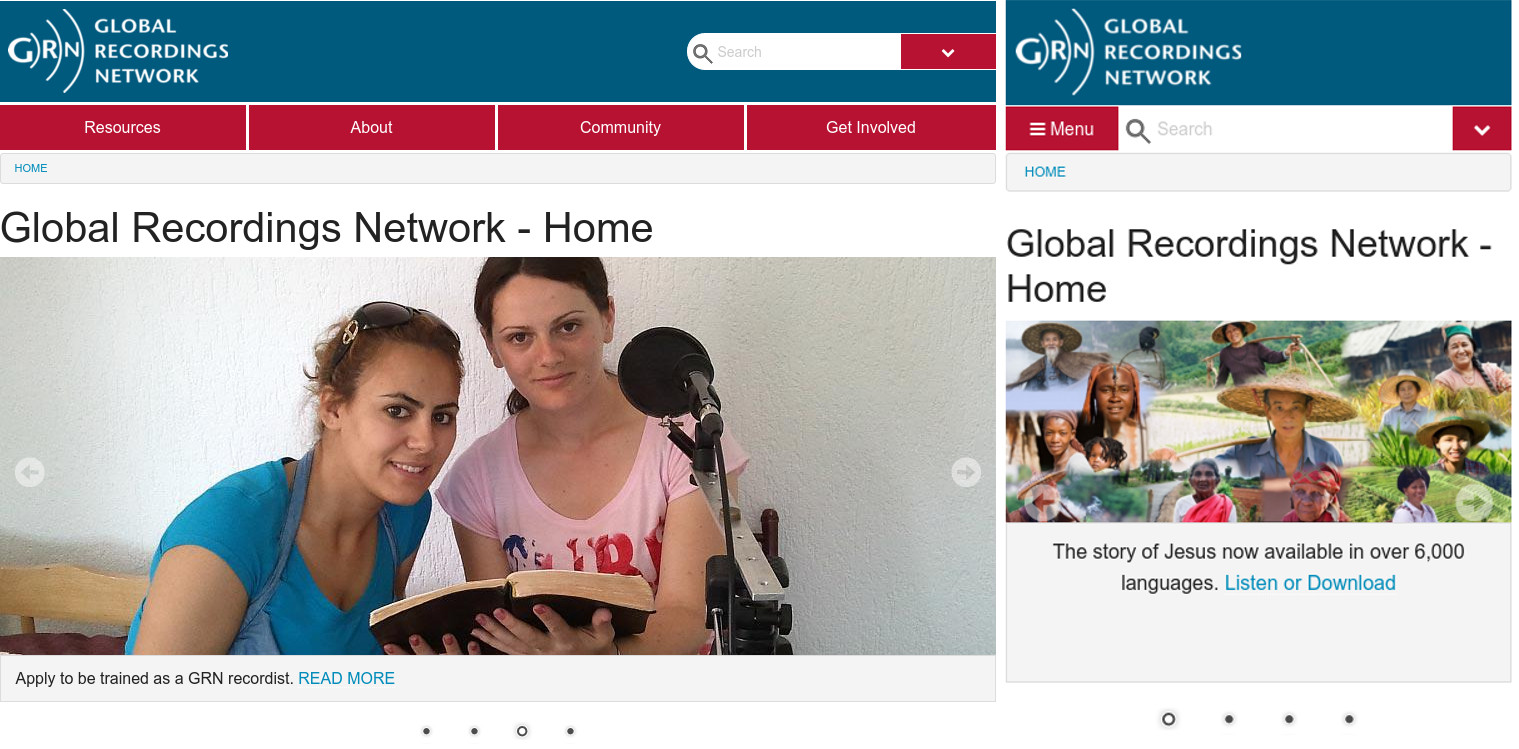 GLOBAL
RECORDINGS
NETWORK
GRN
Search
Resources
About
Community
Get Involved
HOME
Global Recordings Network - Home
Apply to be trained as a GRN recordist. READ MORE
GLOBAL
RECORDINGS
NETWORK
GRN
Menu
Search
HOME
Global Recordings Network -
Home
The story of Jesus now available in over 6,000
languages. Listen or Download